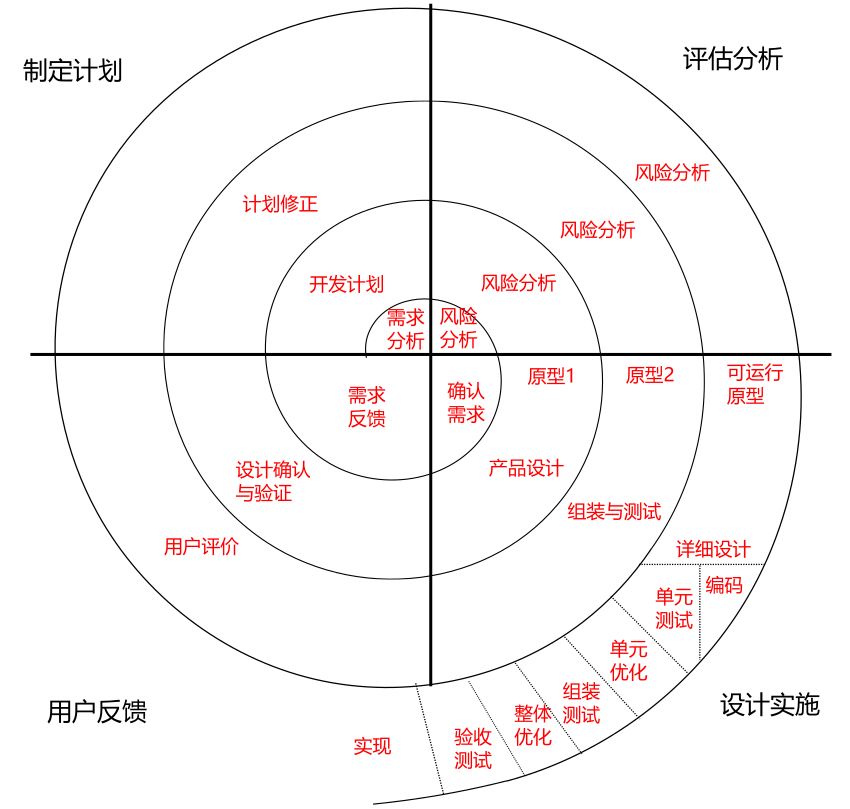 制定计划
评估分析
风险分析
计划修正
风险分析
开发计划
风险分析
需求
分析
风险
分析
原型1
原型2
可运行
原型
需求
反馈
确认
需求
设计确认
与验证
产品设计
组装与测试
用户评价
详细设计
编码
单元
测试
单元
优化
组装
测试
整体
优化
验收
测试
实现
用户反馈
设计实施